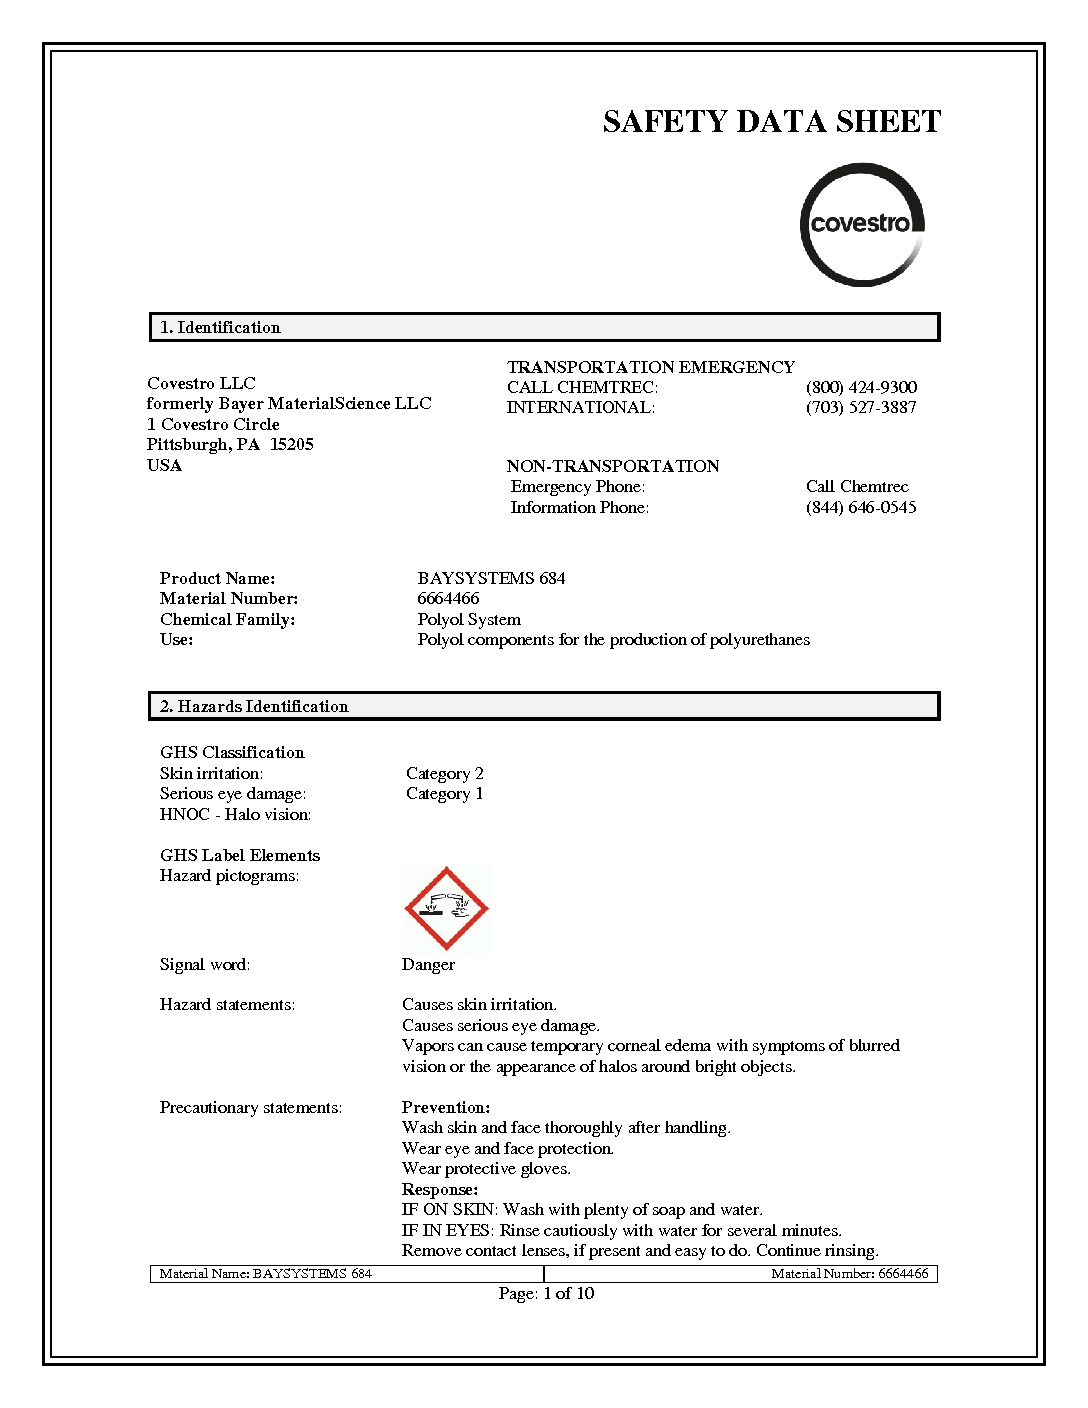 SAFETY DATA SHEET
covestro
1. Identification
Covestro LLC
formerly Bayer MaterialScience LLC
1 Covestro Circle
Pittsburgh, PA 15205
USA
TRANSPORTATION EMERGENCY
CALL CHEMTREC: (800) 424-9300
INTERNATIONAL: (703) 527-3887
NON-TRANSPORTATION
Emergency Phone: Call Chemtrec
Information Phone: (844) 646-0545
Product Name: BAYSYSTEMS 684
Material Number: 6664466
Chemical Family: Polyol System
Use: Polyol components for the production of polyurethanes
2. Hazards Identification
GHS Classification
Skin irritation: Category 2
Serious eye damage: Category 1
HNOC - Halo vision:
GHS Label Elements
Hazard pictograms:
Signal word: Danger
Hazard statements: Causes skin irritation.
Causes serious eye damage.
Vapors can cause temporary corneal edema with symptoms of blurred
vision or the appearance of halos around bright objects.
Precautionary statements: Prevention:
Wash skin and face thoroughly after handling.
Wear eye and face protection.
Wear protective gloves.
Response:
IF ON SKIN: Wash with plenty of soap and water.
IF IN EYES: Rinse cautiously with water for several minutes.
Remove contact lenses, if present and easy to do. Continue rinsing.
Material Name: BAYSYSTEMS 684 Material Number: 6664466
Page: 1 of 10